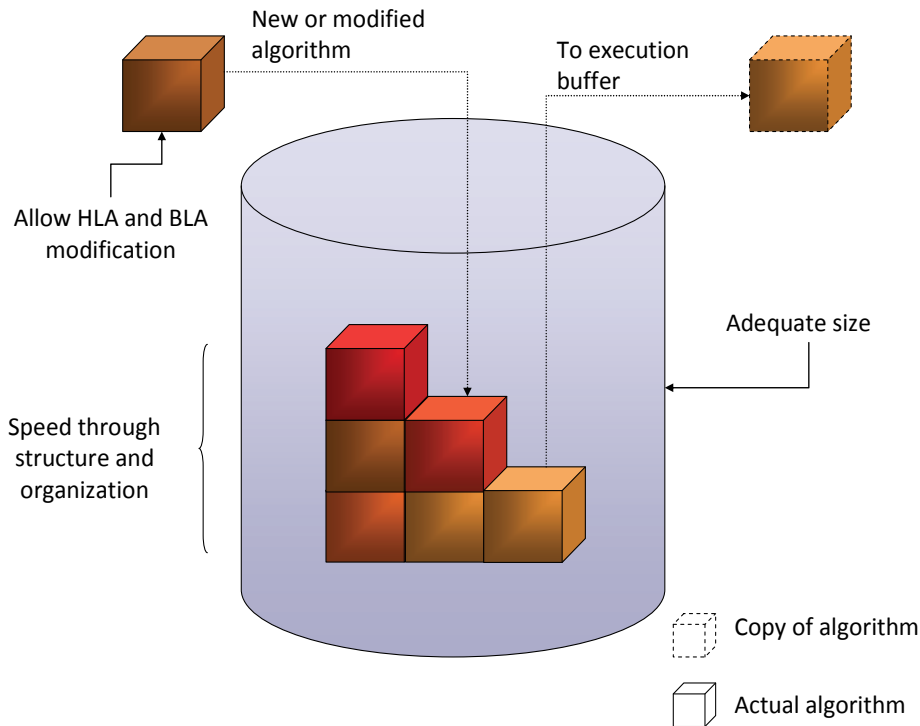 New or modified
algorithm
To execution
buffer
Allow HLA and BLA
modification
Adequate size
Speed through
structure and
organization
Copy of algorithm
Actual algorithm